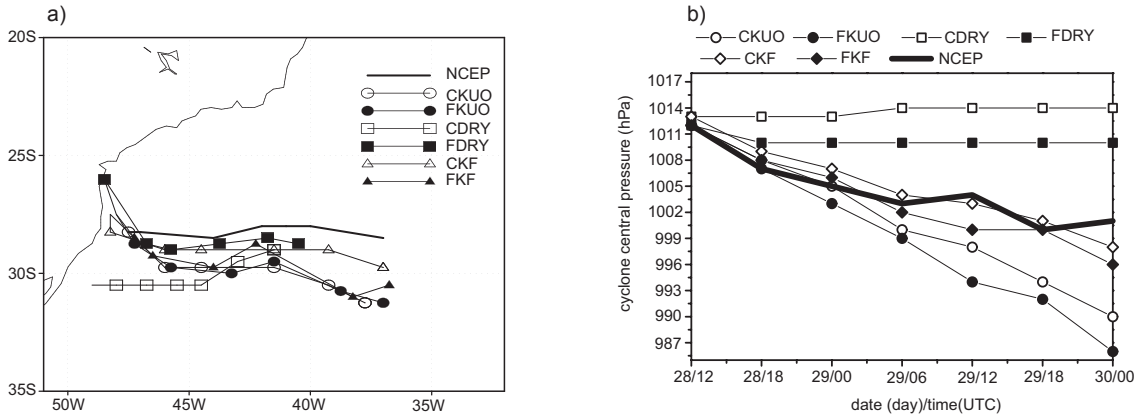 a)
20S
25S
30S
35S
50W 45W 40W 35W
NCEP
CKUO
FKUO
CDRY
FDRY
CKF
FKF
b)
CKUO FKUO CDRY FDRY
CKF FKF NCEP
cyclone central pressure (hPa)
1017
1014
1011
1008
1005
1002
999
996
993
990
987
28/12 28/18 29/00 29/06 29/12 29/18 30/00
date (day)/time(UTC)